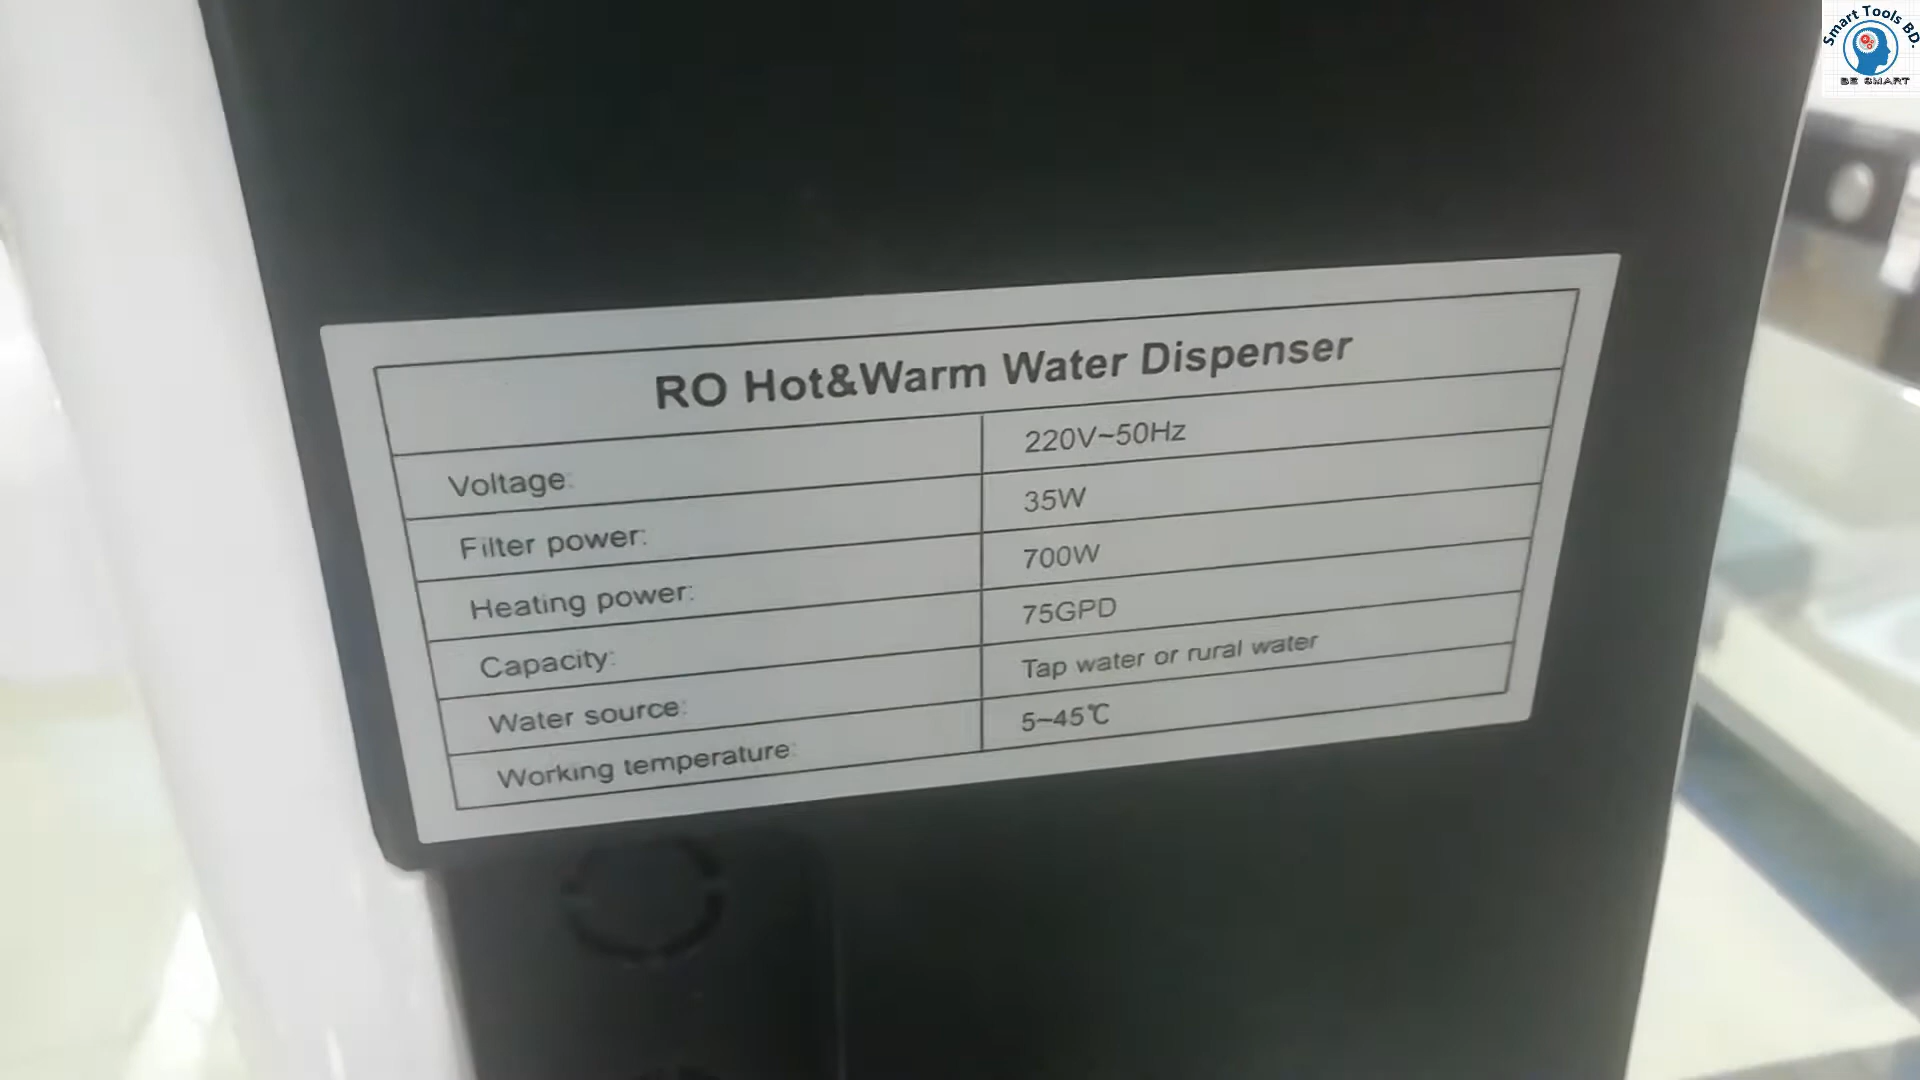 Smart Tools BD.
BE SMART
RO Hot&Warm Water Dispenser
Voltage: 220V~50Hz
Filter power: 35W
Heating power: 700W
Capacity: 75GPD
Water source: Tap water or rural water
Working temperature: 5~45℃